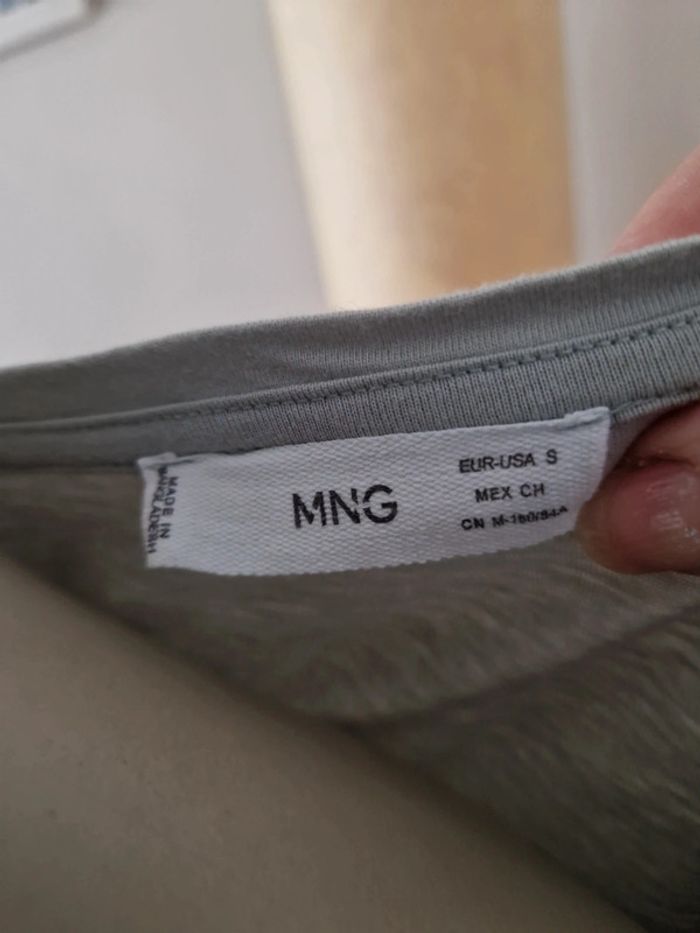 MADE IN
BANGLADESH
MNG
EUR-USA S
MEX CH
CN M-160/84A